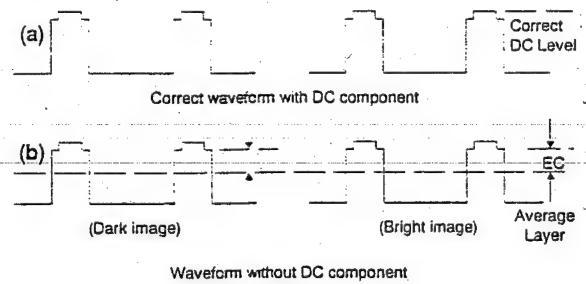 (a)
Correct
DC Level
Correct waveform with DC component
(b)
EC
(Dark image)
(Bright image)
Average
Layer
Waveform without DC component